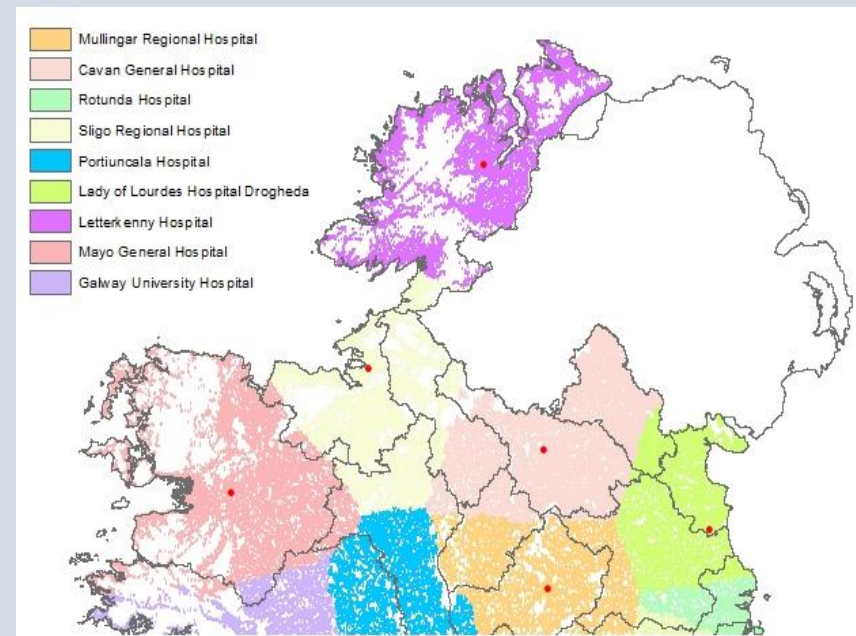 Mullingar Regional Hospital
Cavan General Hospital
Rotunda Hospital
Sligo Regional Hospital
Portiuncala Hospital
Lady of Lourdes Hospital Drogheda
Letterkenny Hospital
Mayo General Hospital
Galway University Hospital